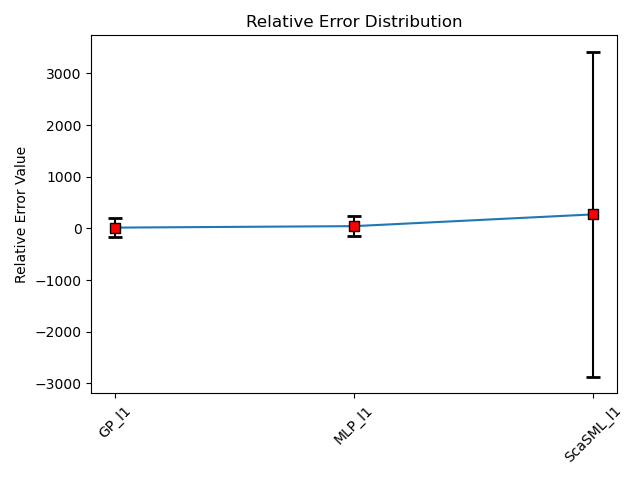 Relative Error Distribution
Relative Error Value
3000
2000
1000
0
−1000
−2000
−3000
GP_l1
MLP_l1
ScaSML_l1